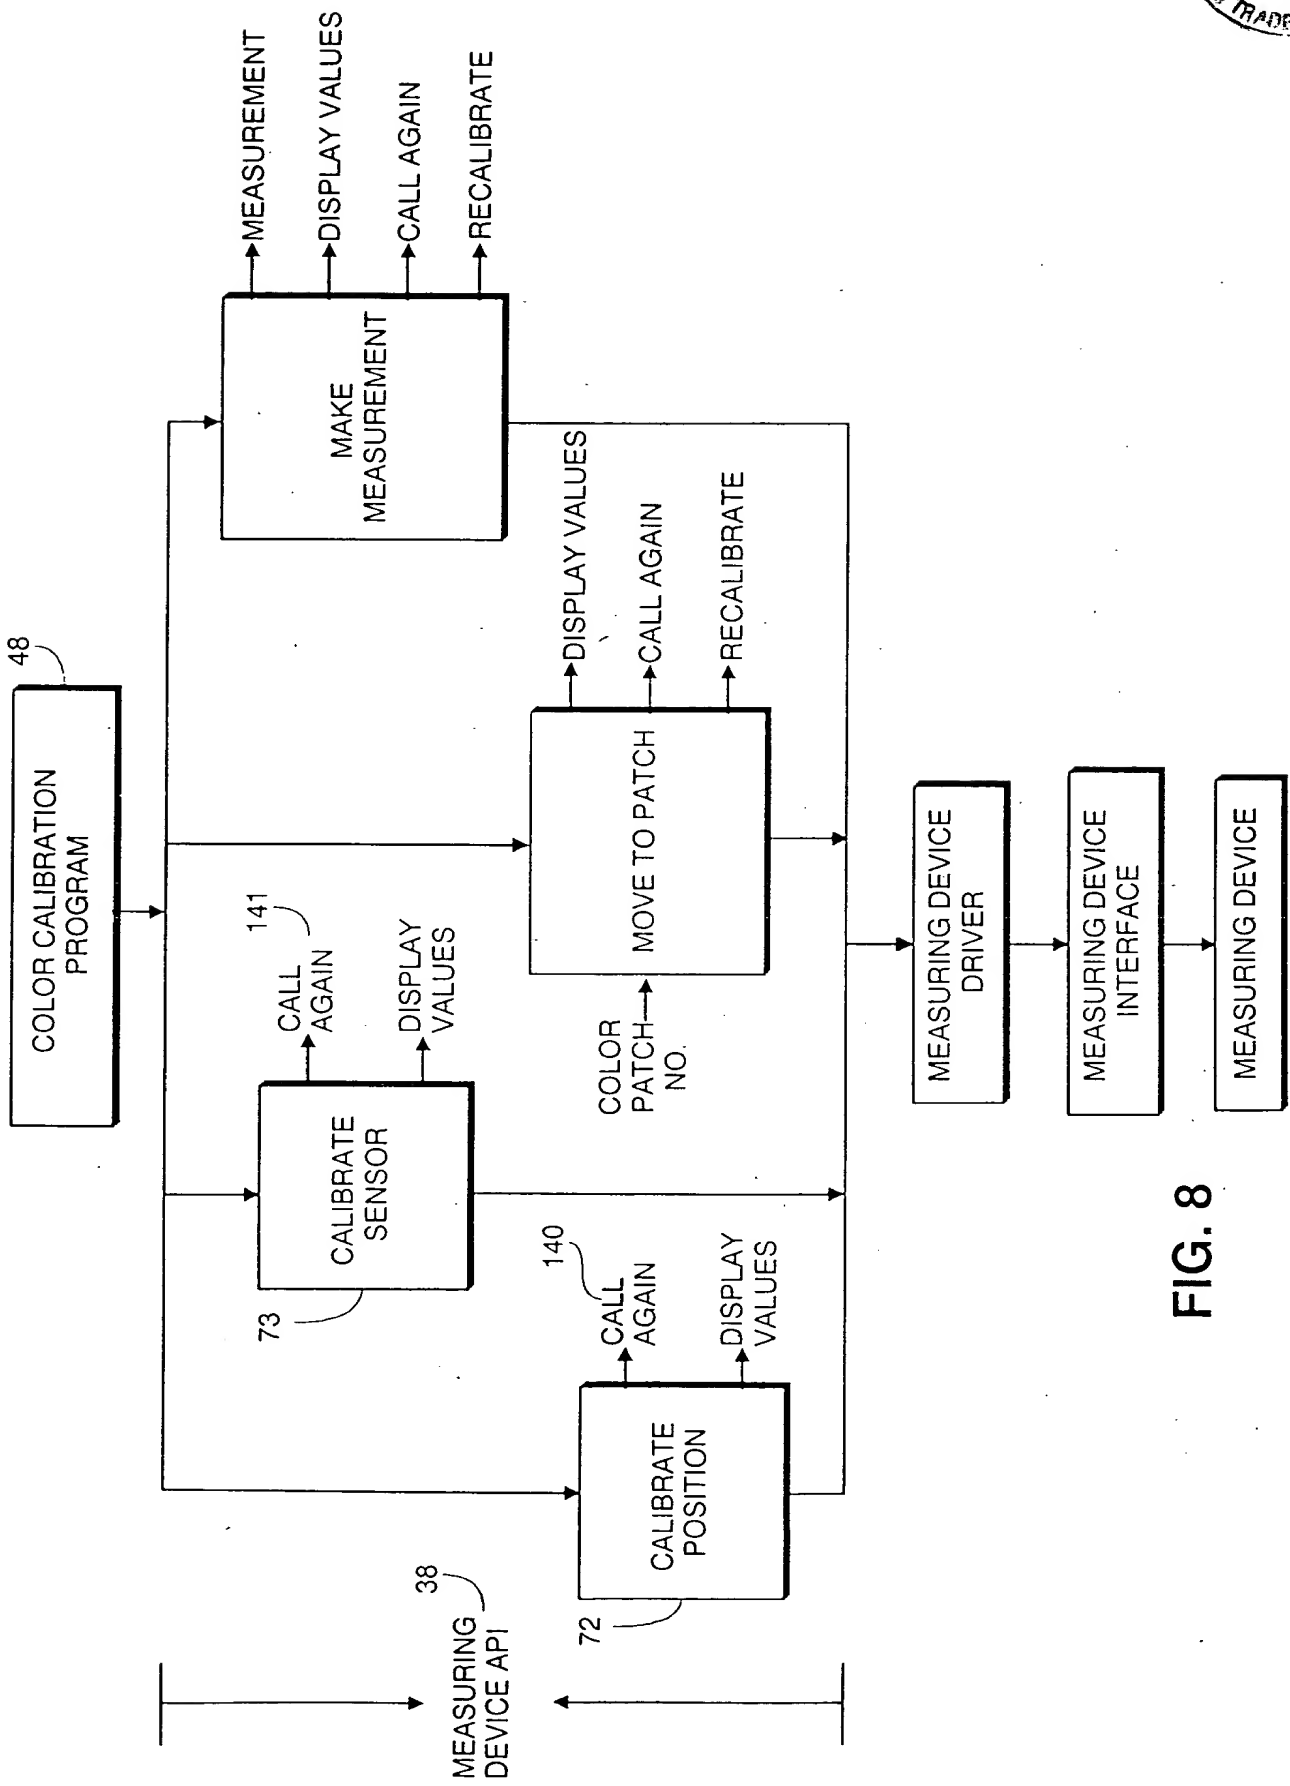 TRADE
48
COLOR CALIBRATION
PROGRAM
MEASUREMENT
DISPLAY VALUES
CALL AGAIN
RECALIBRATE
MAKE
MEASUREMENT
141
CALL
AGAIN
DISPLAY
VALUES
CALIBRATE
SENSOR
73
DISPLAY VALUES
CALL AGAIN
RECALIBRATE
MOVE TO PATCH
COLOR
PATCH
NO.
140
CALL
AGAIN
DISPLAY
VALUES
CALIBRATE
POSITION
72
38
MEASURING
DEVICE API
MEASURING DEVICE
DRIVER
MEASURING DEVICE
INTERFACE
MEASURING DEVICE
FIG. 8